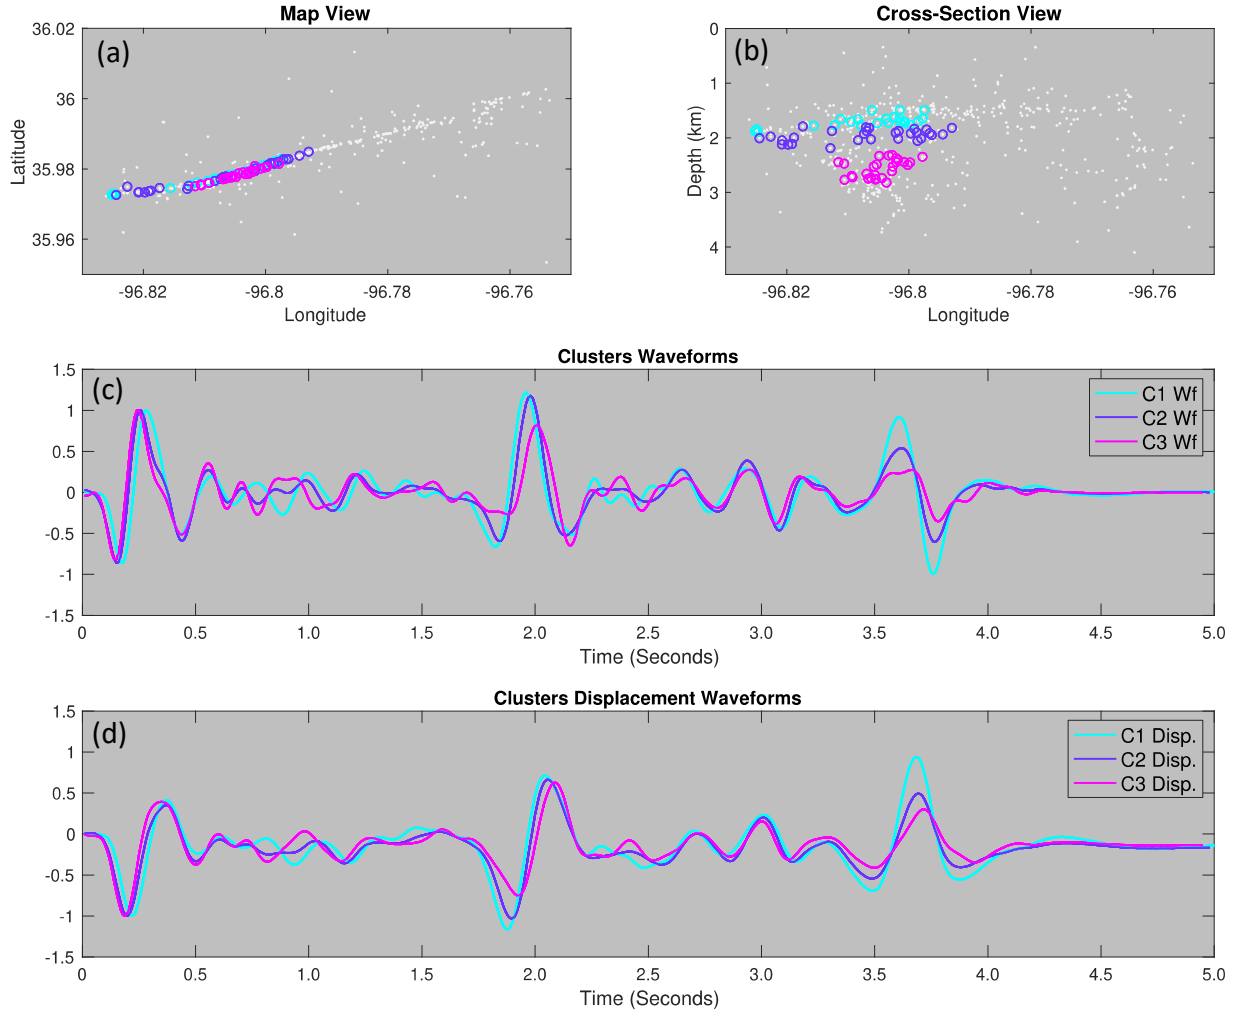 Map View
(a)
36.02
36
35.98
35.96
Latitude
-96.82
-96.8
-96.78
-96.76
Longitude
Cross-Section View
(b)
0
1
2
3
4
Depth (km)
-96.82
-96.8
-96.78
-96.76
Longitude
Clusters Waveforms
(c)
1.5
1
0.5
0
-0.5
-1
-1.5
C1 Wf
C2 Wf
C3 Wf
0 0.5 1.0 1.5 2.0 2.5 3.0 3.5 4.0 4.5 5.0
Time (Seconds)
Clusters Displacement Waveforms
(d)
1.5
1
0.5
0
-0.5
-1
-1.5
C1 Disp.
C2 Disp.
C3 Disp.
0 0.5 1.0 1.5 2.0 2.5 3.0 3.5 4.0 4.5 5.0
Time (Seconds)